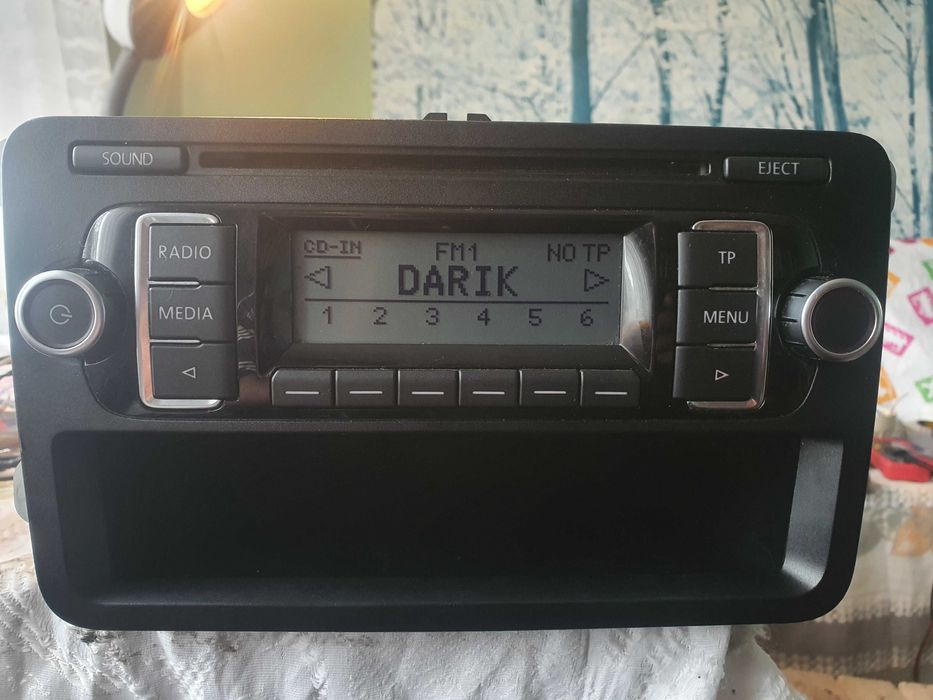 SOUND
EJECT
RADIO
CD-IN FM1 NO TP
TP
DARIK
MEDIA
1 2 3 4 5 6
MENU